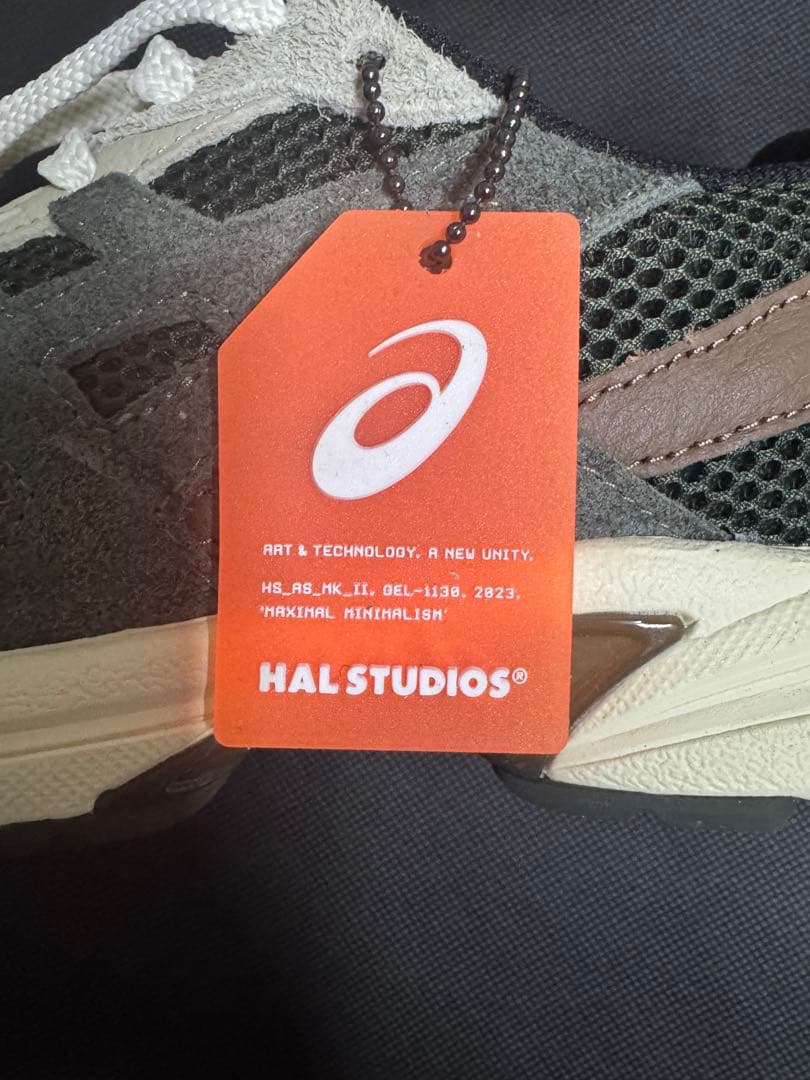 ART & TECHNOLOGY. A NEW UNITY.
HS_AS_MK_II. GEL-1130. 2023.
'MAXIMAL MINIMALISM'
HAL STUDIOS®